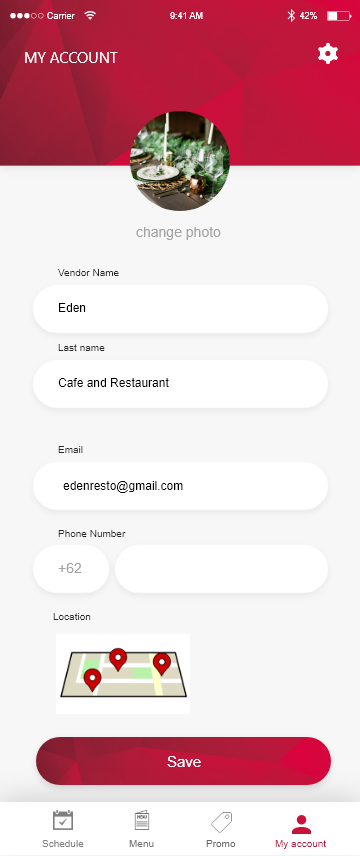 Carrier 9:41 AM 42%
MY ACCOUNT
change photo
Vendor Name
Eden
Last name
Cafe and Restaurant
Email
edenresto@gmail.com
Phone Number
+62
Location
Save
MENU
Schedule Menu Promo My account